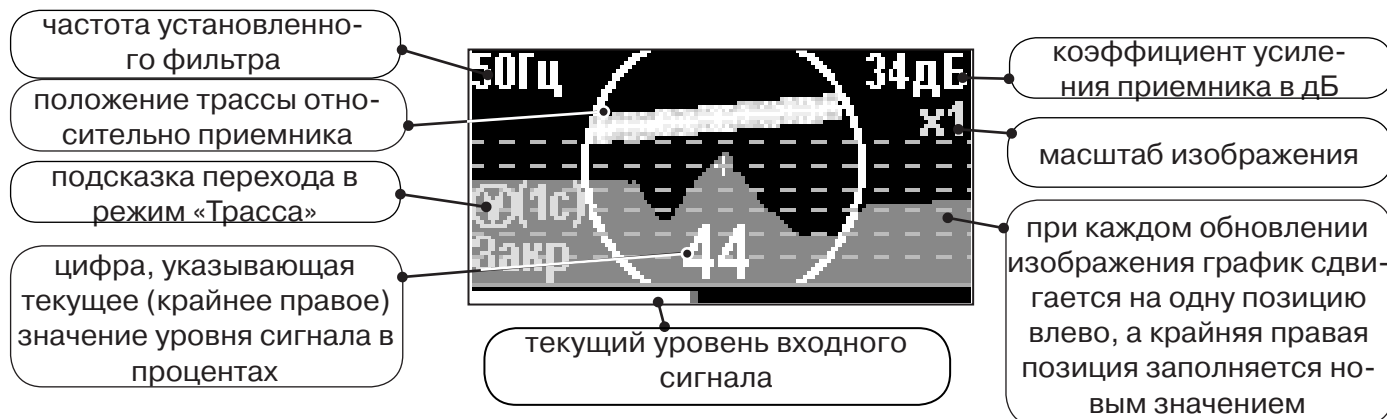 частота установленно-
го фильтра
положение трассы отно-
сительно приемника
подсказка перехода в
режим «Трасса»
цифра, указывающая
текущее (крайнее правое)
значение уровня сигнала в
процентах
50Гц
34дБ
x1
(1с)
Закр
44
текущий уровень входного
сигнала
коэффициент усиле-
ния приемника в дБ
масштаб изображения
при каждом обновлении
изображения график сдви-
гается на одну позицию
влево, а крайняя правая
позиция заполняется но-
вым значением